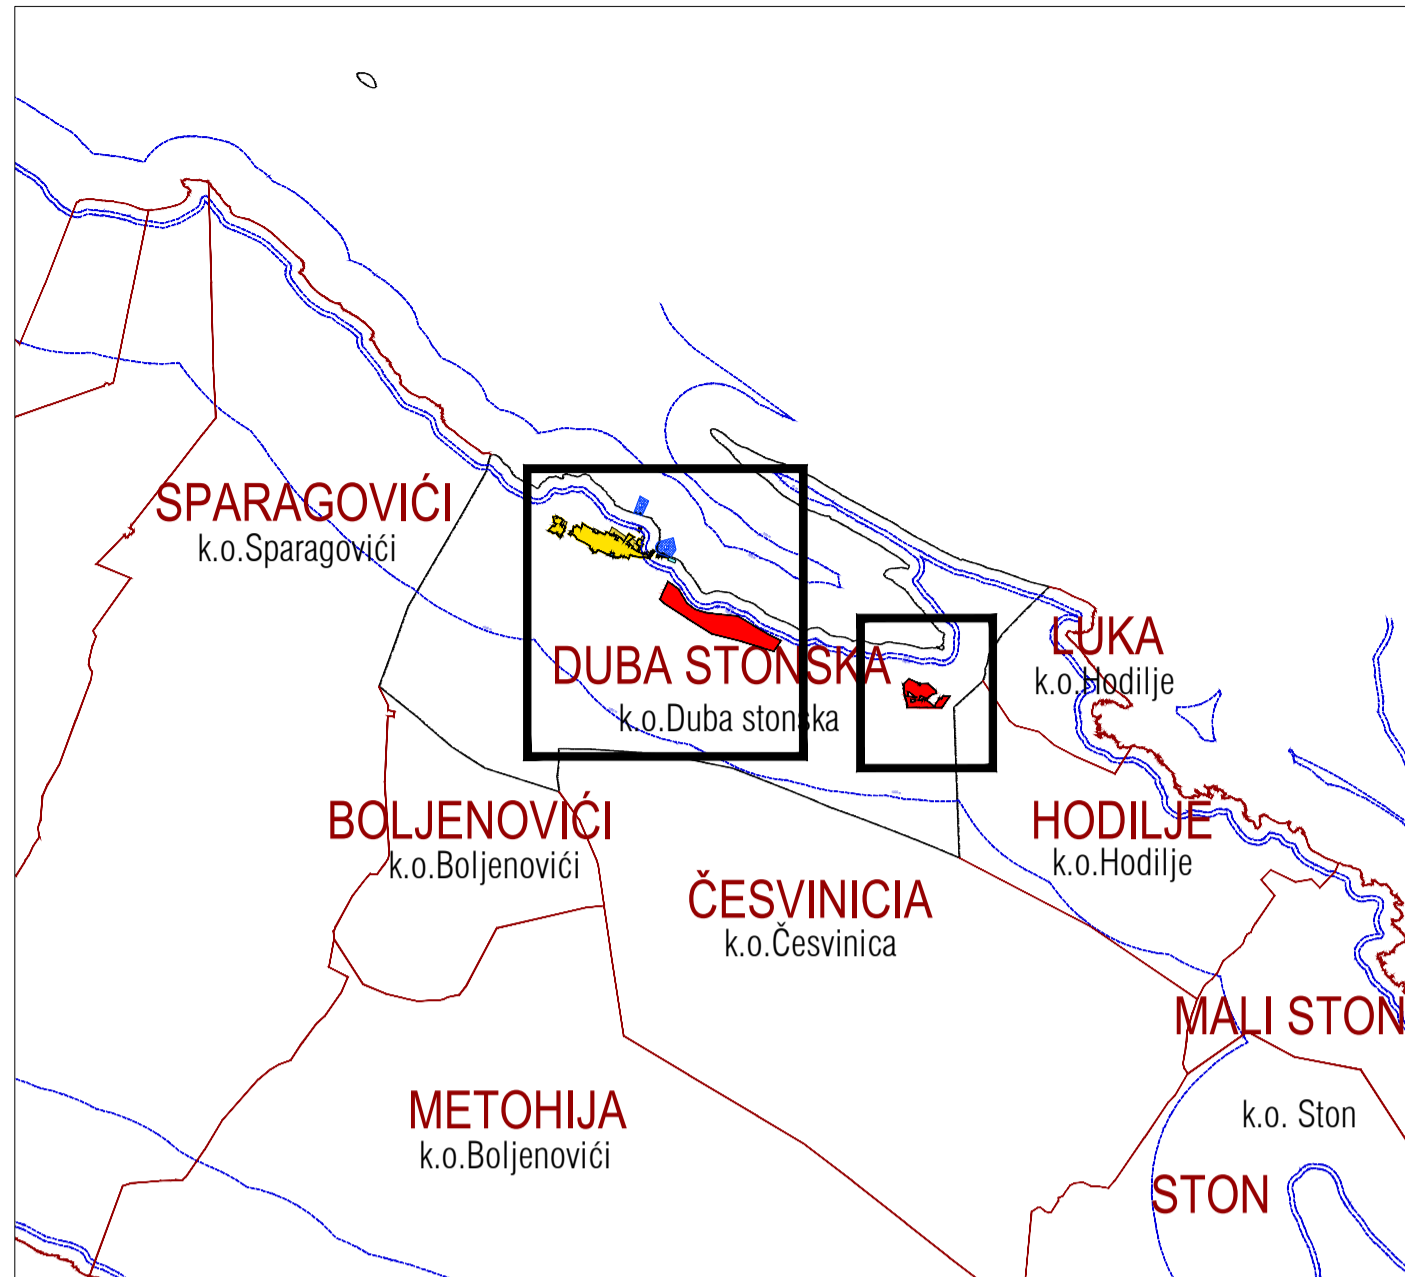 SPARAGOVIĆI
k.o.Sparagovići
LUKA
k.o.Hodilje
DUBA STONSKA
k.o.Duba stonska
BOLJENOVIĆI
k.o.Boljenovići
HODILJE
k.o.Hodilje
ČESVINICIA
k.o.Česvinica
MALI STON
METOHIJA
k.o.Boljenovići
k.o. Ston
STON